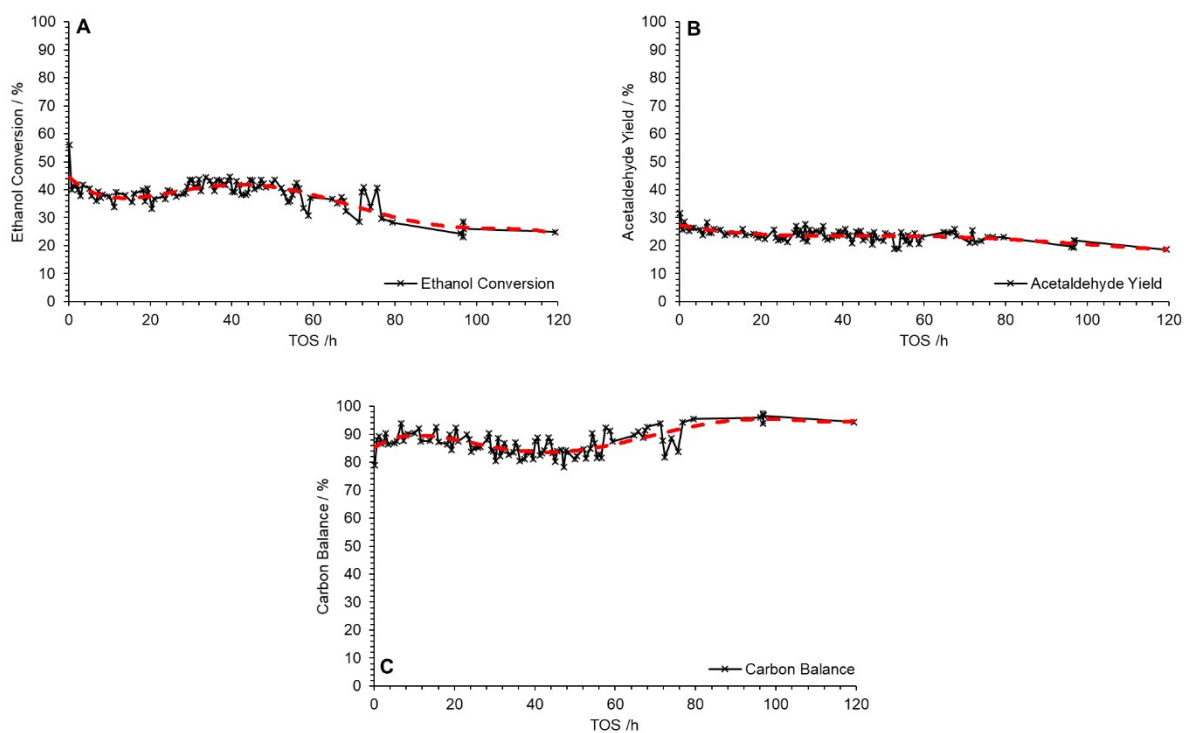 A
100
90
80
70
60
50
40
30
20
10
0
Ethanol Conversion / %
Ethanol Conversion
0 20 40 60 80 100 120
TOS /h
B
100
90
80
70
60
50
40
30
20
10
0
Acetaldehyde Yield / %
Acetaldehyde Yield
0 20 40 60 80 100 120
TOS /h
100
90
80
70
60
50
40
30
20
10
0
Carbon Balance / %
C
Carbon Balance
0 20 40 60 80 100 120
TOS /h